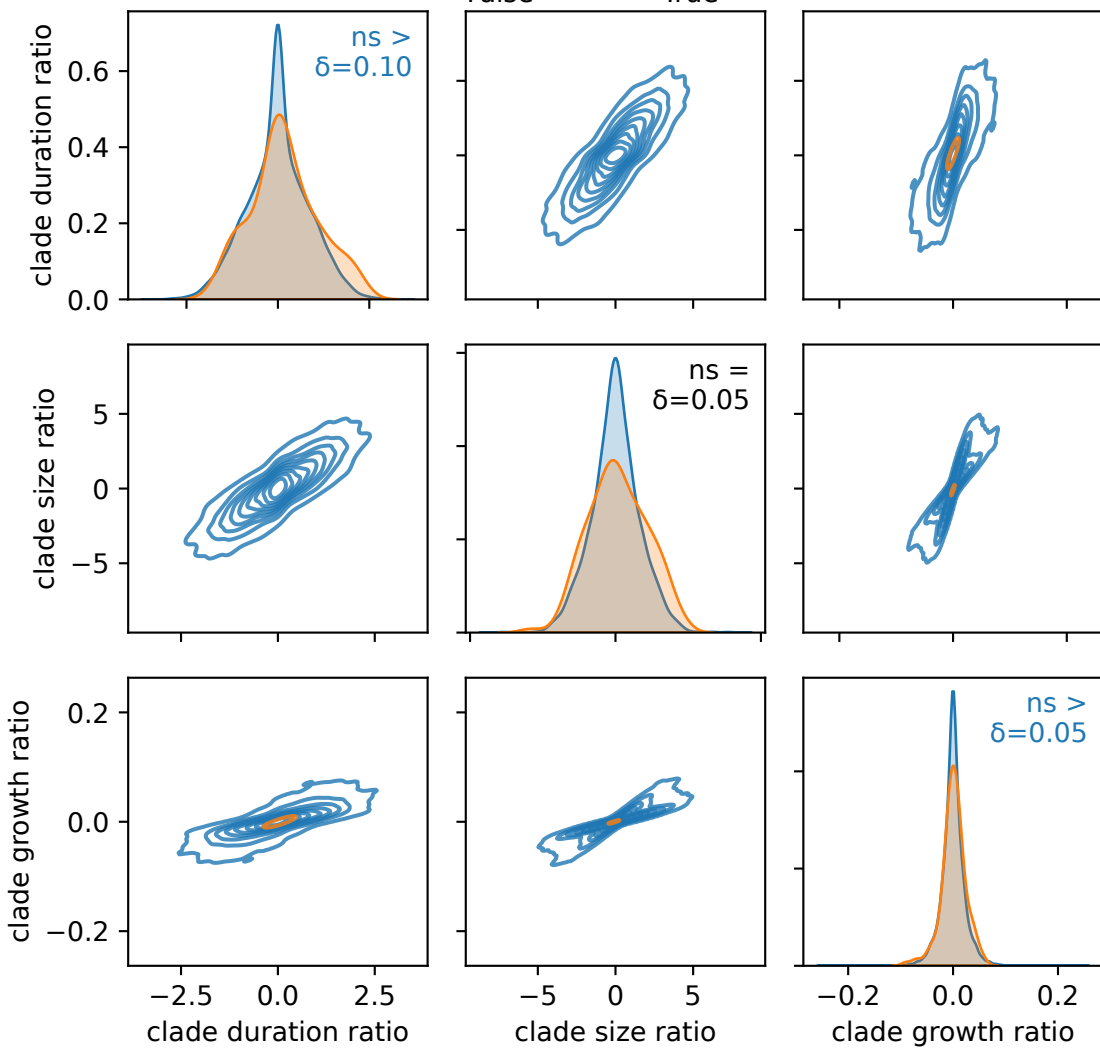 clade duration ratio
0.6
0.4
0.2
0.0
ns >
δ=0.10
clade size ratio
5
0
−5
ns =
δ=0.05
clade growth ratio
0.2
0.0
−0.2
ns >
δ=0.05
−2.5 0.0 2.5
−5 0 5
−0.2 0.0 0.2
clade duration ratio
clade size ratio
clade growth ratio